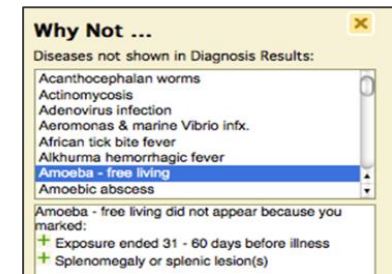 Why Not ...
Diseases not shown in Diagnosis Results:
Acanthocephalan worms
Actinomycosis
Adenovirus infection
Aeromonas & marine Vibrio infx.
African tick bite fever
Alkhurma hemorrhagic fever
Amoeba - free living
Amoebic abscess
Amoeba - free living did not appear because you
marked:
+ Exposure ended 31 - 60 days before illness
+ Splenomegaly or splenic lesion(s)